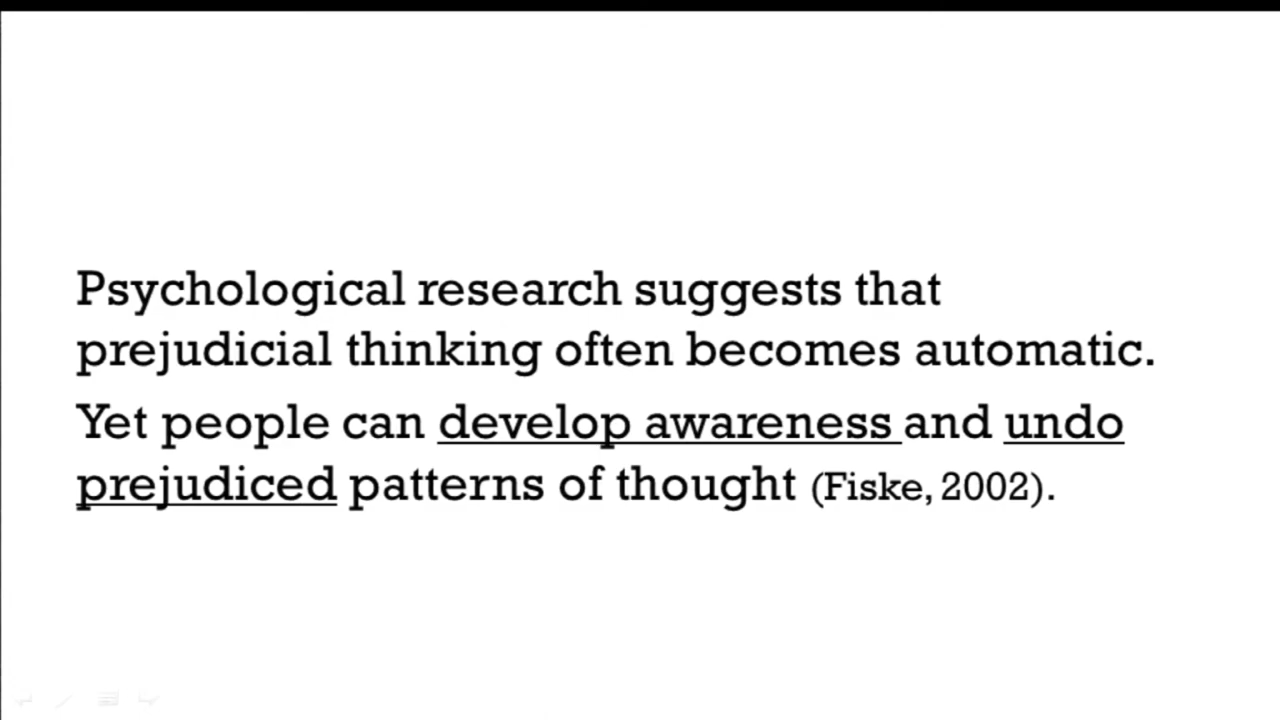 Psychological research suggests that
prejudicial thinking often becomes automatic.
Yet people can develop awareness and undo
prejudiced patterns of thought (Fiske, 2002).